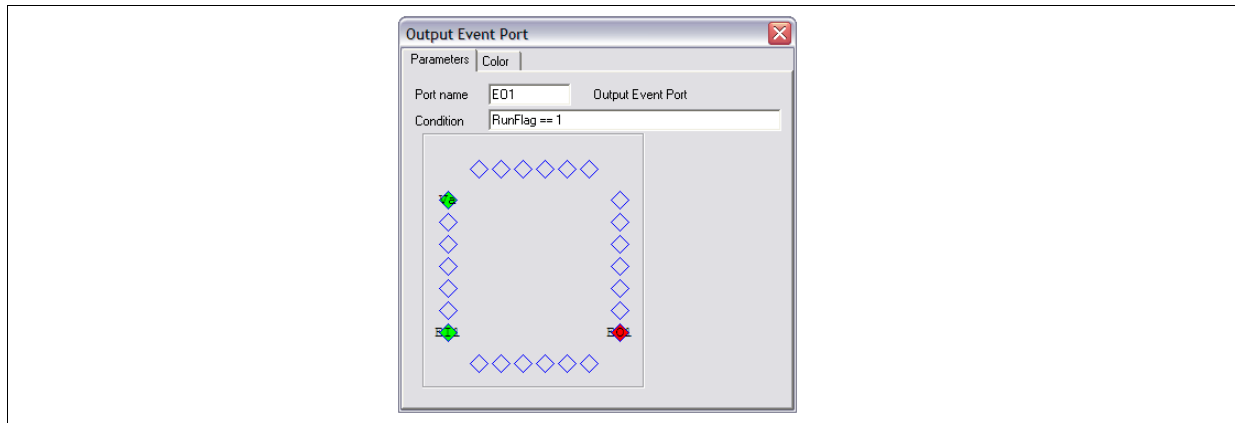 Output Event Port
Parameters Color
Port name EO1 Output Event Port
Condition RunFlag == 1